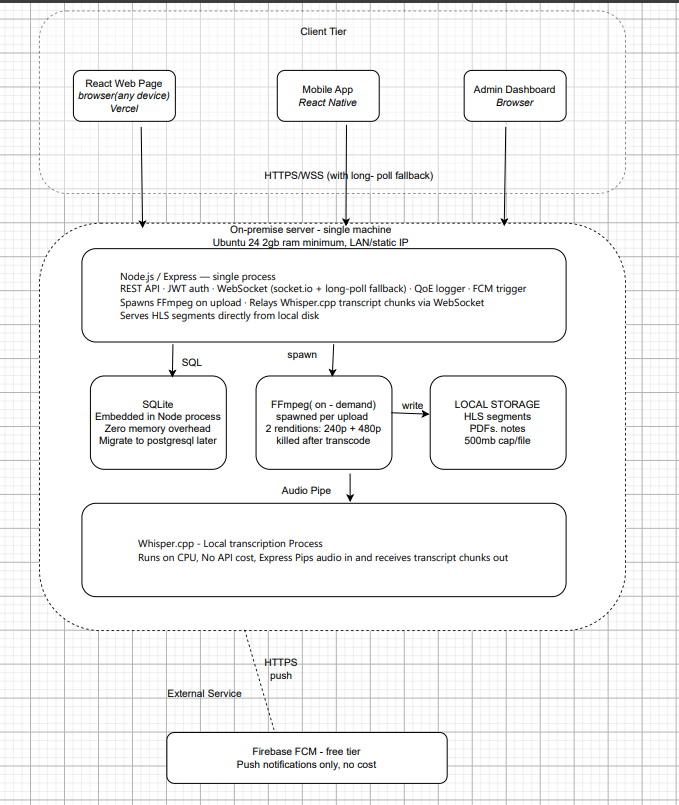 Client Tier
React Web Page
browser(any device)
Vercel
Mobile App
React Native
Admin Dashboard
Browser
HTTPS/WSS (with long- poll fallback)
On-premise server - single machine
Ubuntu 24 2gb ram minimum, LAN/static IP
Node.js / Express — single process
REST API · JWT auth · WebSocket (socket.io + long-poll fallback) · QoE logger · FCM trigger
Spawns FFmpeg on upload · Relays Whisper.cpp transcript chunks via WebSocket
Serves HLS segments directly from local disk
SQL
spawn
SQLite
Embedded in Node process
Zero memory overhead
Migrate to postgresql later
FFmpeg( on - demand)
spawned per upload
2 renditions: 240p + 480p
killed after transcode
write
LOCAL STORAGE
HLS segments
PDFs. notes
500mb cap/file
Audio Pipe
Whisper.cpp - Local transcription Process
Runs on CPU, No API cost, Express Pips audio in and receives transcript chunks out
HTTPS
push
External Service
Firebase FCM - free tier
Push notifications only, no cost